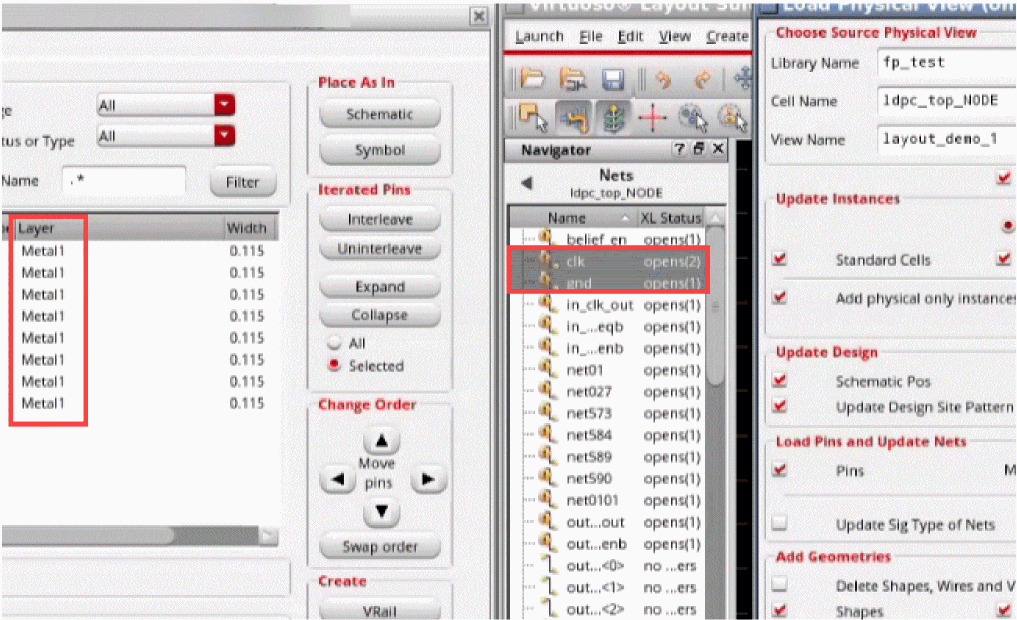 ge
All
tus or Type
All
Name
.*
Filter
Layer
Width
Metal1
0.115
Metal1
0.115
Metal1
0.115
Metal1
0.115
Metal1
0.115
Metal1
0.115
Metal1
0.115
Metal1
0.115
Place As In
Schematic
Symbol
Iterated Pins
Interleave
Uninterleave
Expand
Collapse
All
Selected
Change Order
Move
pins
Swap order
Create
VRail
Virtuoso® Layout Sui
Launch File Edit View Create
Navigator
Nets
ldpc_top_NODE
Name XL Status
belief_en opens(1)
clk opens(2)
gnd opens(1)
in_clk_out opens(1)
in_...eqb opens(1)
in_...enb opens(1)
net01 opens(1)
net027 opens(1)
net573 opens(1)
net584 opens(1)
net589 opens(1)
net590 opens(1)
net0101 opens(1)
out...out opens(1)
out...enb opens(1)
out...<0> no ...ers
out...<1> no ...ers
out...<2> no ...ers
Load Physical View (on
Choose Source Physical View
Library Name fp_test
Cell Name ldpc_top_NODE
View Name layout_demo_1
Update Instances
Standard Cells
Add physical only instances
Update Design
Schematic Pos
Update Design Site Pattern
Load Pins and Update Nets
Pins M
Update Sig Type of Nets
Add Geometries
Delete Shapes, Wires and V
Shapes